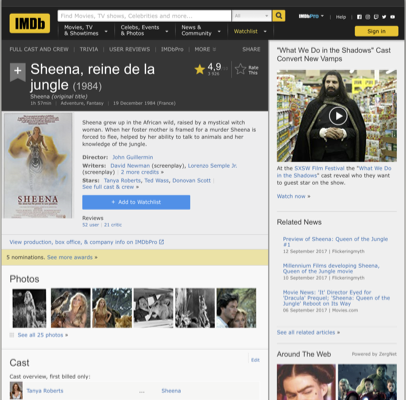 IMDb
Find Movies, TV shows, Celebrities and more...
All
IMDbPro
Help
Movies, TV
& Showtimes
Celebs, Events
& Photos
News &
Community
Watchlist
Sign in
FULL CAST AND CREW | TRIVIA | USER REVIEWS | IMDbPro | MORE
SHARE
Sheena, reine de la
jungle (1984)
Sheena (original title)
1h 57min | Adventure, Fantasy | 19 December 1984 (France)
4,9
Rate
This
SHEENA
Sheena grew up in the African wild, raised by a mystical witch
woman. When her foster mother is framed for a murder Sheena is
forced to flee, helped by her ability to talk to animals and her
knowledge of the jungle.
Director: John Guillermin
Writers: David Newman (screenplay), Lorenzo Semple Jr.
(screenplay) | 2 more credits »
Stars: Tanya Roberts, Ted Wass, Donovan Scott |
See full cast & crew »
+ Add to Watchlist
Reviews
52 user | 31 critic
View production, box office, & company info on IMDbPro
5 nominations. See more awards »
Photos
See all 25 photos »
Cast
Edit
Cast overview, first billed only:
Tanya Roberts ... Sheena
"What We Do in the Shadows" Cast
Convert New Vamps
At the SXSW Film Festival the "What We Do
in the Shadows" cast reveal who they want
to guest star on the show.
Watch now »
Related News
Preview of Sheena: Queen of the Jungle
#1
12 September 2017 | Flickeringmyth
Millennium Films developing Sheena,
Queen of the Jungle movie
10 September 2017 | Flickeringmyth
Movie News: 'It' Director Eyed for
'Dracula' Prequel; 'Sheena: Queen of the
Jungle' Reboot on Its Way
08 September 2017 | Movies.com
See all related articles »
Around The Web
Powered by ZergNet